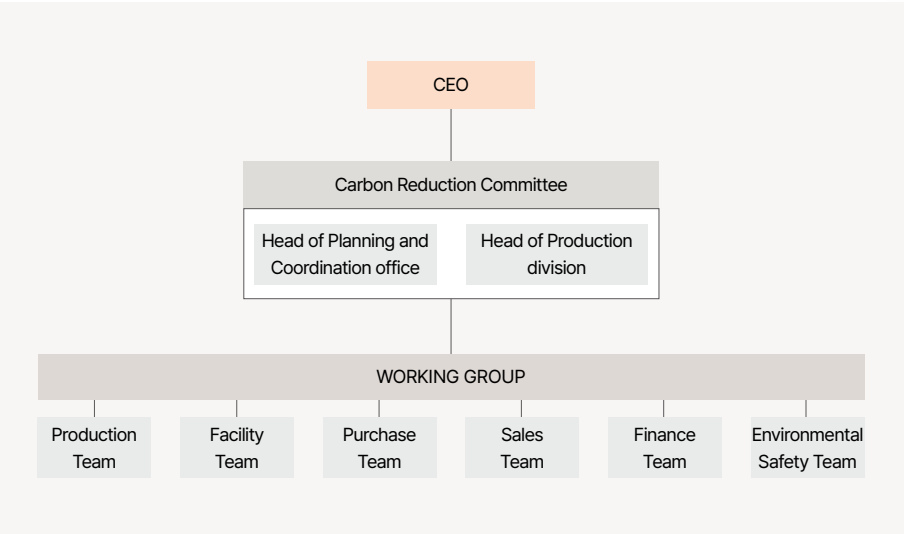 CEO
Carbon Reduction Committee
Head of Planning and
Coordination office
Head of Production
division
WORKING GROUP
Production
Team
Facility
Team
Purchase
Team
Sales
Team
Finance
Team
Environmental
Safety Team